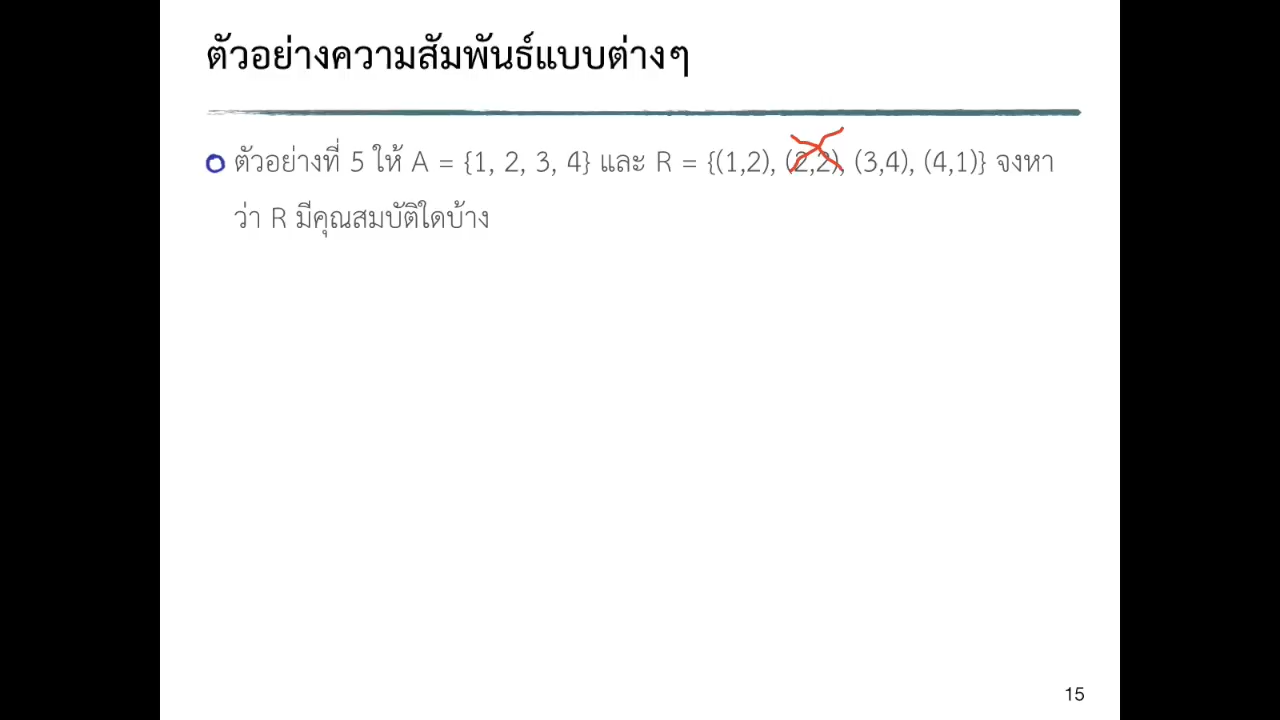 ตัวอย่างความสัมพันธ์แบบต่างๆ
ตัวอย่างที่ 5 ให้ A = {1, 2, 3, 4} และ R = {(1,2), (2,2), (3,4), (4,1)} จงหา
ว่า R มีคุณสมบัติใดบ้าง
15